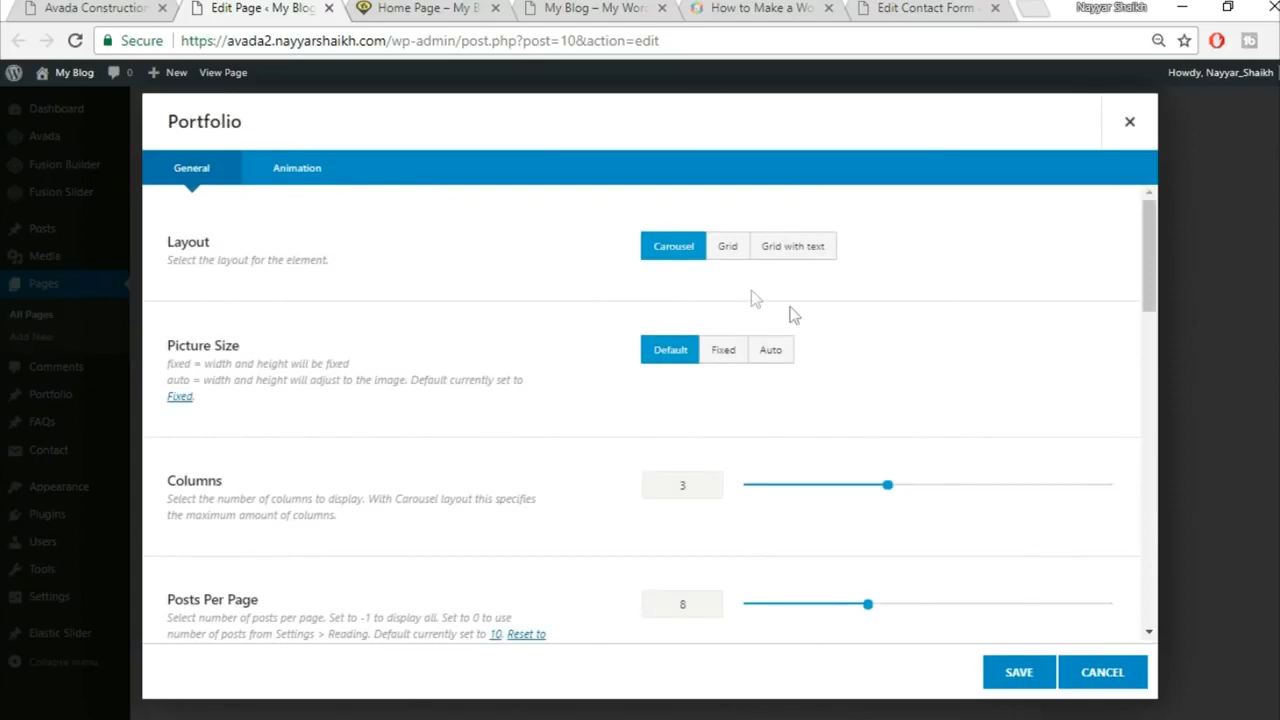 Avada Construction
Edit Page ‹ My Blog
Home Page – My B
My Blog – My Wor
How to Make a Wo
Edit Contact Form
Nayyar Shaikh
Secure
https://avada2.nayyarshaikh.com/wp-admin/post.php?post=10&action=edit
My Blog 0 New View Page Howdy, Nayyar_Shaikh
Dashboard
Avada
Fusion Builder
Fusion Slider
Posts
Media
Pages
All Pages
Add New
Comments
Portfolio
FAQs
Contact
Appearance
Plugins
Users
Tools
Settings
Elastic Slider
Collapse menu
Portfolio
General Animation
Layout
Select the layout for the element.
Carousel Grid Grid with text
Picture Size
fixed = width and height will be fixed
auto = width and height will adjust to the image. Default currently set to
Fixed.
Default Fixed Auto
Columns
Select the number of columns to display. With Carousel layout this specifies
the maximum amount of columns.
3
Posts Per Page
Select number of posts per page. Set to -1 to display all. Set to 0 to use
number of posts from Settings > Reading. Default currently set to 10. Reset to
8
SAVE CANCEL